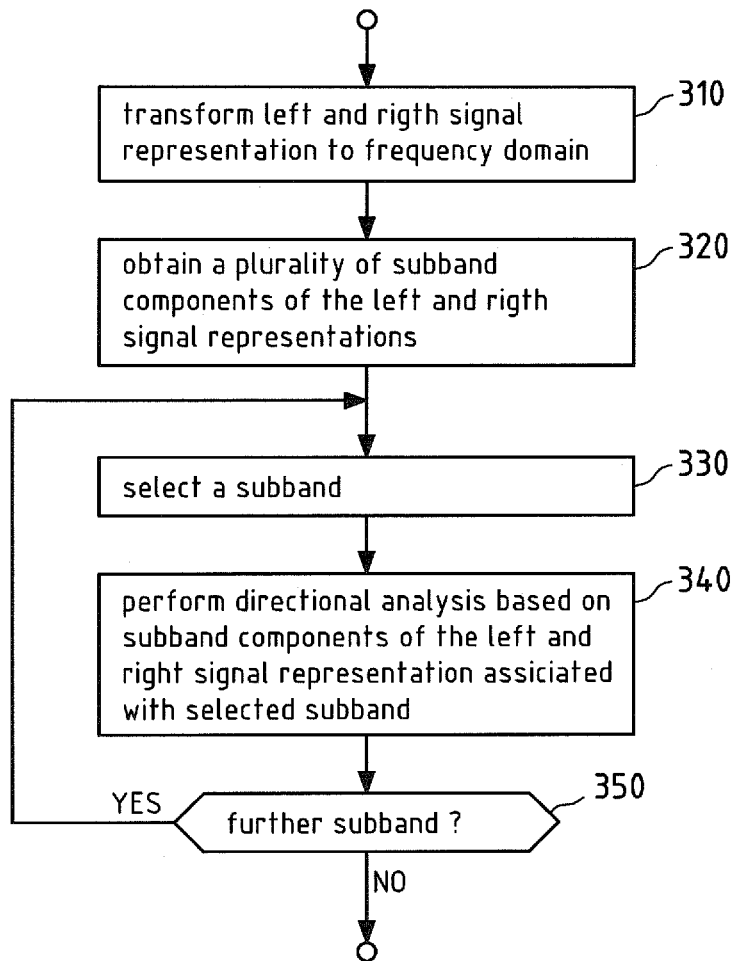 310
transform left and rigth signal
representation to frequency domain
320
obtain a plurality of subband
components of the left and rigth
signal representations
330
select a subband
340
perform directional analysis based on
subband components of the left and
right signal representation assiciated
with selected subband
350
YES
further subband ?
NO